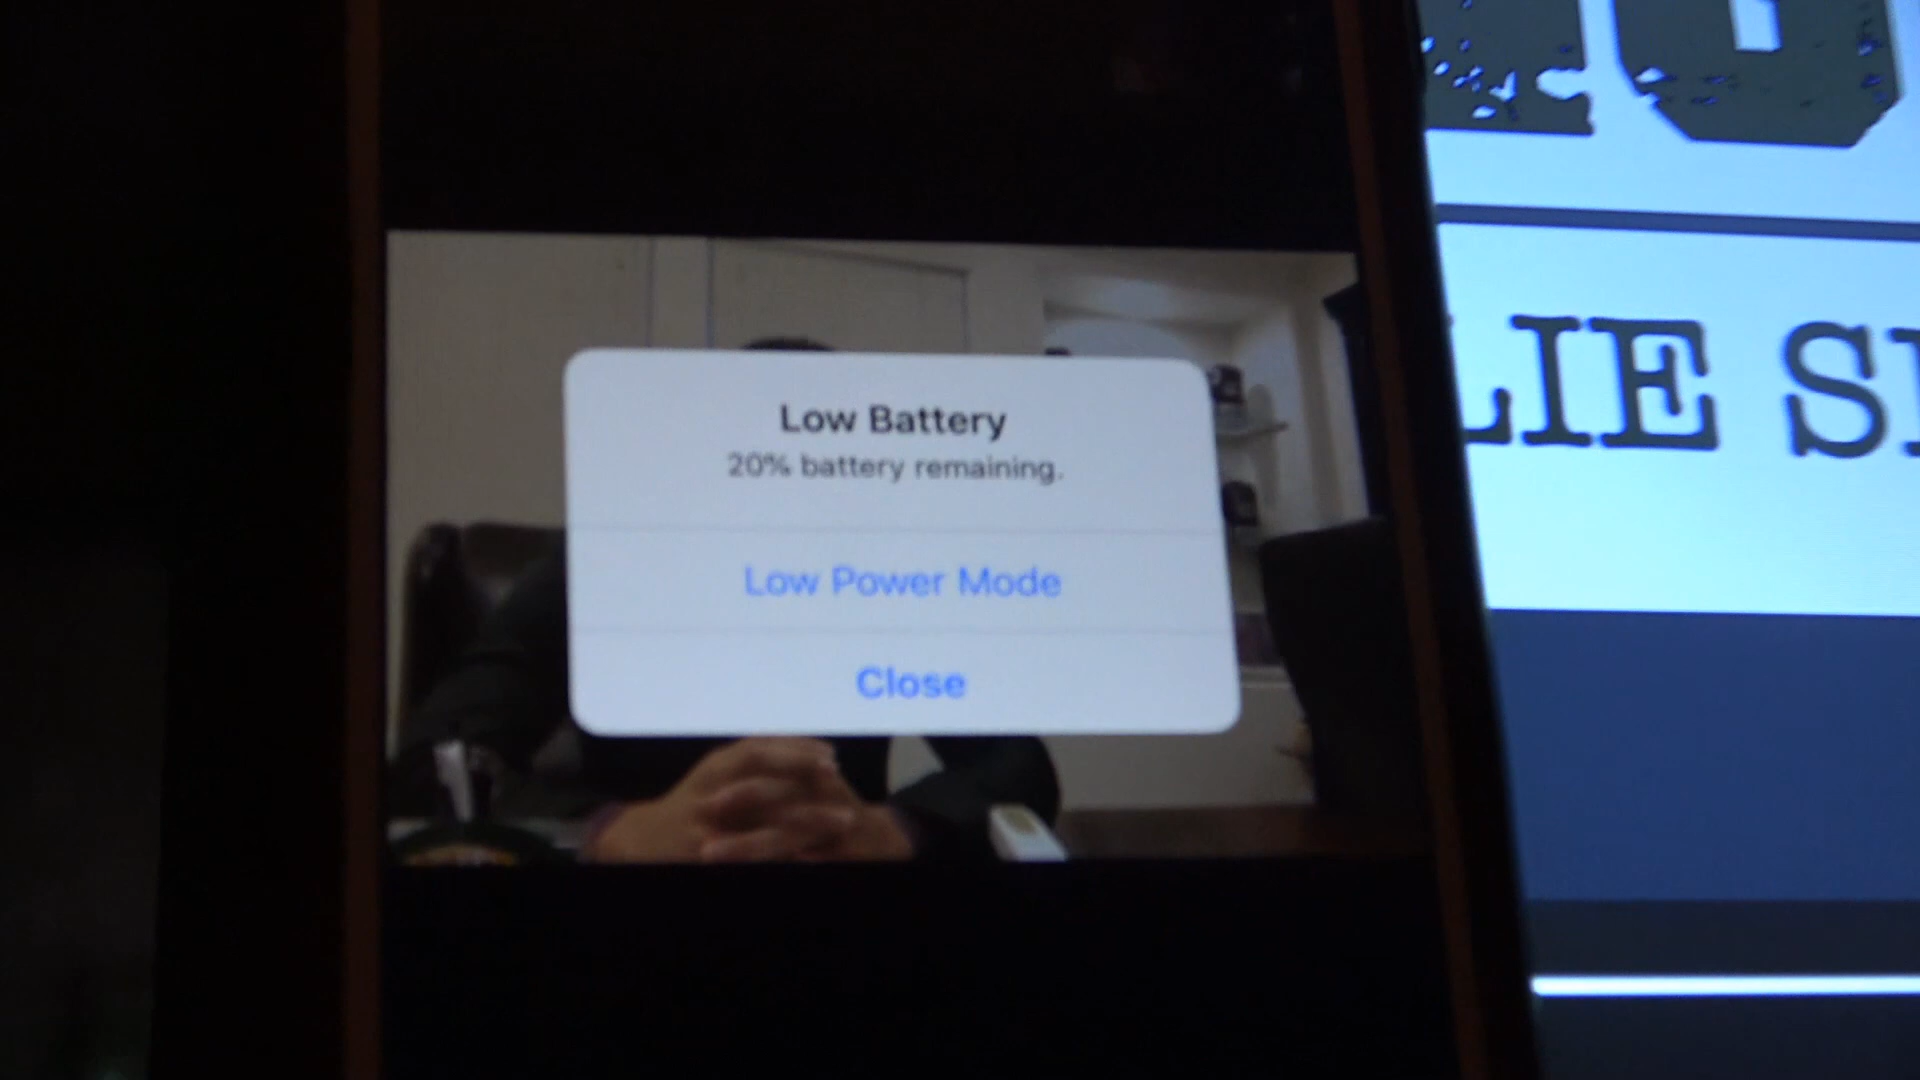 Low Battery
20% battery remaining.
Low Power Mode
Close
LIE